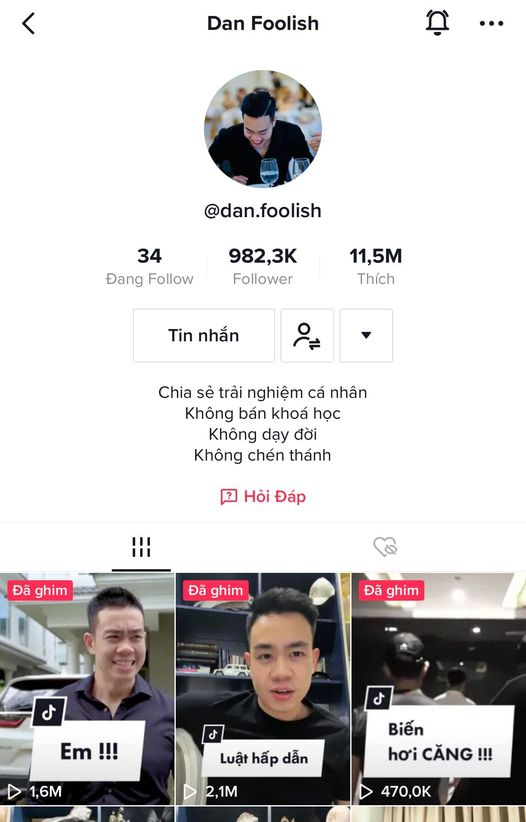 Dan Foolish
@dan.foolish
34
982,3K
11,5M
Đang Follow
Follower
Thích
Tin nhắn
Chia sẻ trải nghiệm cá nhân
Không bán khoá học
Không dạy đời
Không chén thánh
Hỏi Đáp
Đã ghim
Đã ghim
Đã ghim
Em !!!
Luật hấp dẫn
Biến
hơi CĂNG !!!
1,6M
2,1M
470,0K